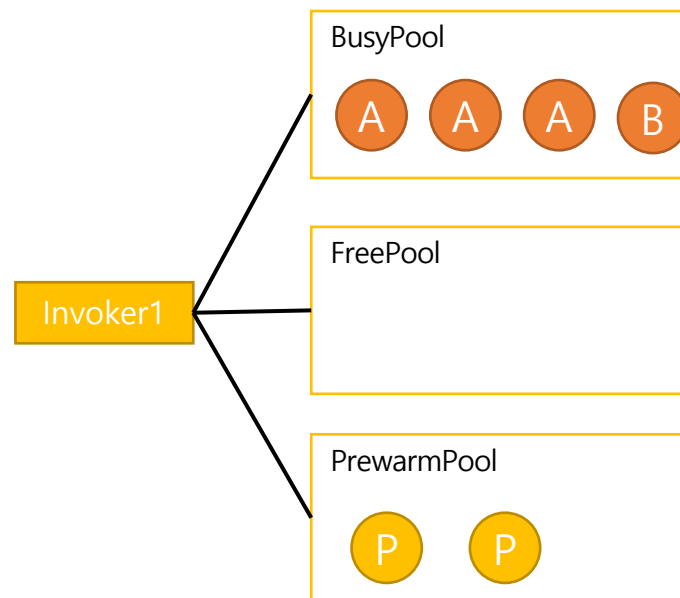 BusyPool
A A A B
FreePool
Invoker1
PrewarmPool
P P